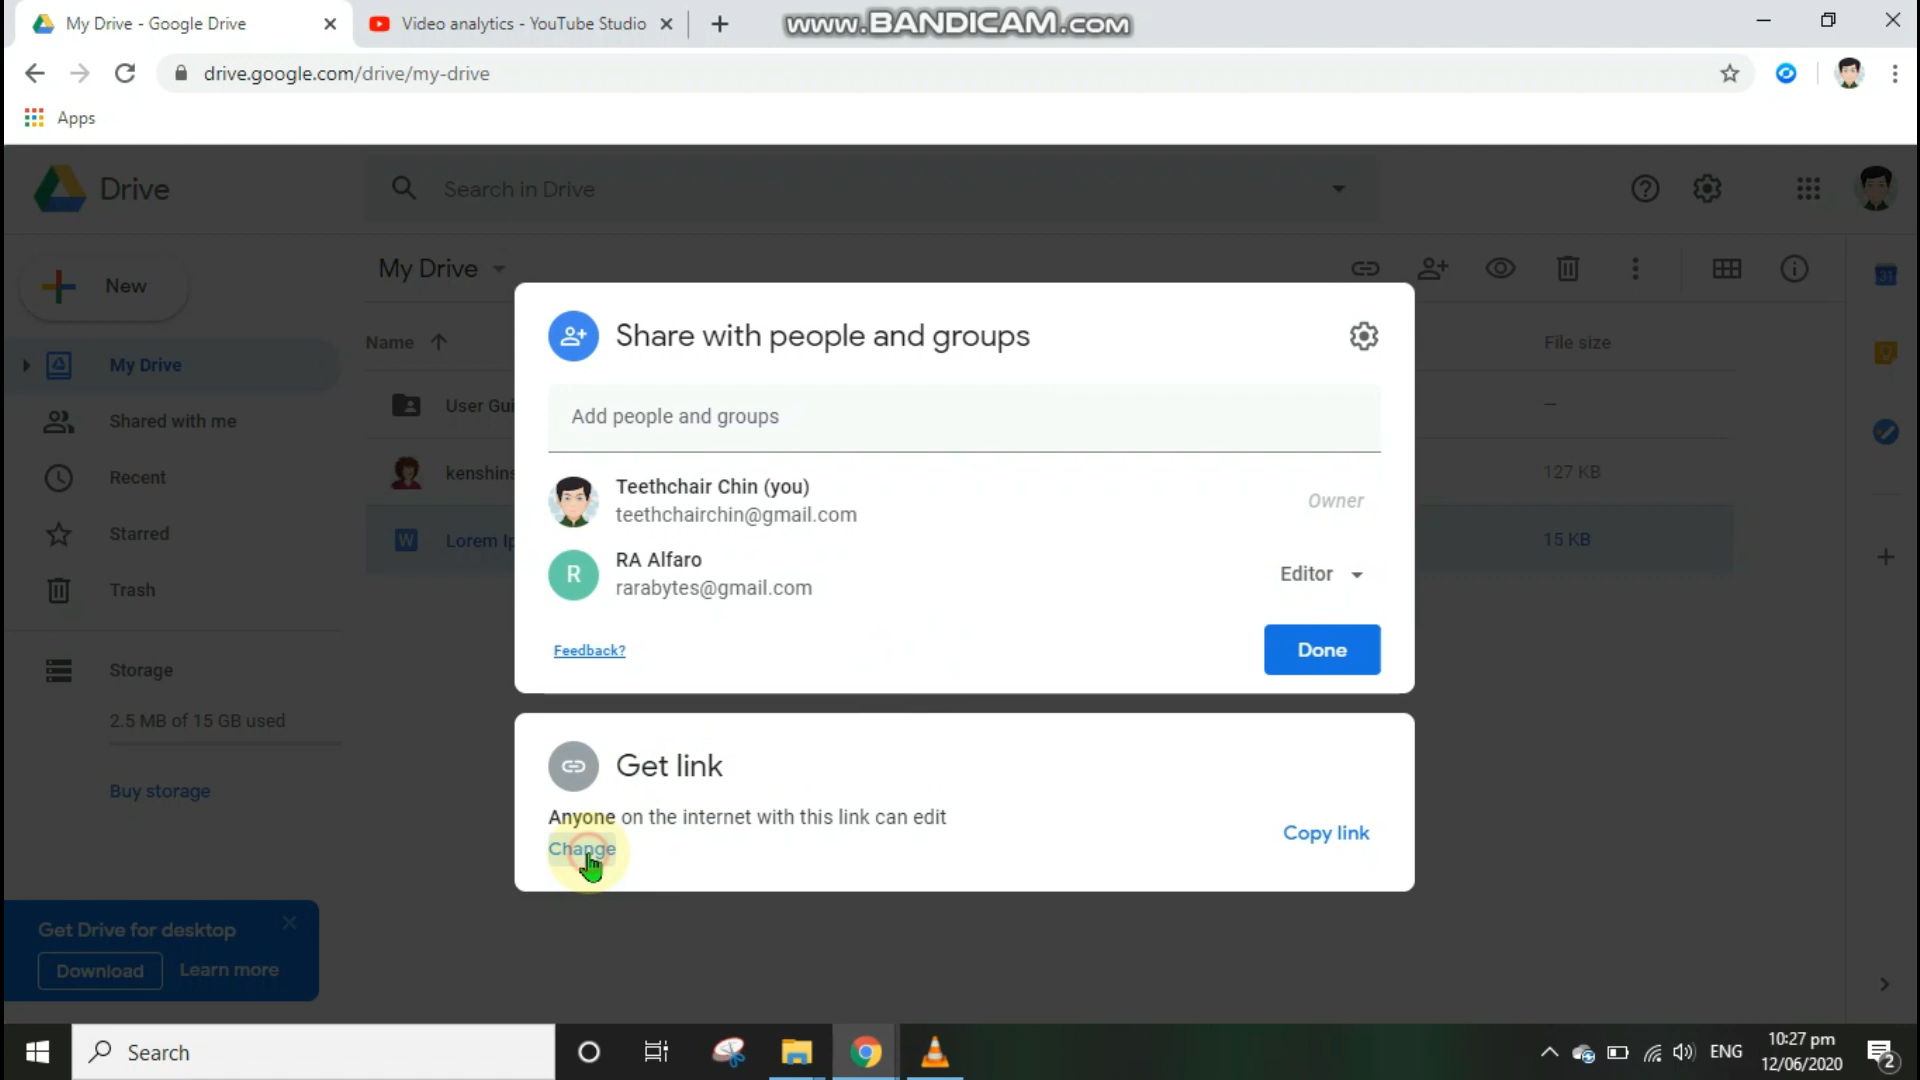 My Drive - Google Drive
Video analytics - YouTube Studio
www.BANDICAM.com
drive.google.com/drive/my-drive
Apps
Drive
Search in Drive
New
My Drive
Name
File size
My Drive
User Gui
–
Shared with me
kenshins
127 KB
Recent
Starred
W
Lorem Ip
15 KB
Trash
Storage
2.5 MB of 15 GB used
Buy storage
Get Drive for desktop
Download
Learn more
31
Share with people and groups
Add people and groups
Teethchair Chin (you)
teethchairchin@gmail.com
Owner
R
RA Alfaro
rarabytes@gmail.com
Editor
Feedback?
Done
Get link
Anyone on the internet with this link can edit
Change
Copy link
Search
ENG
10:27 pm
12/06/2020
2